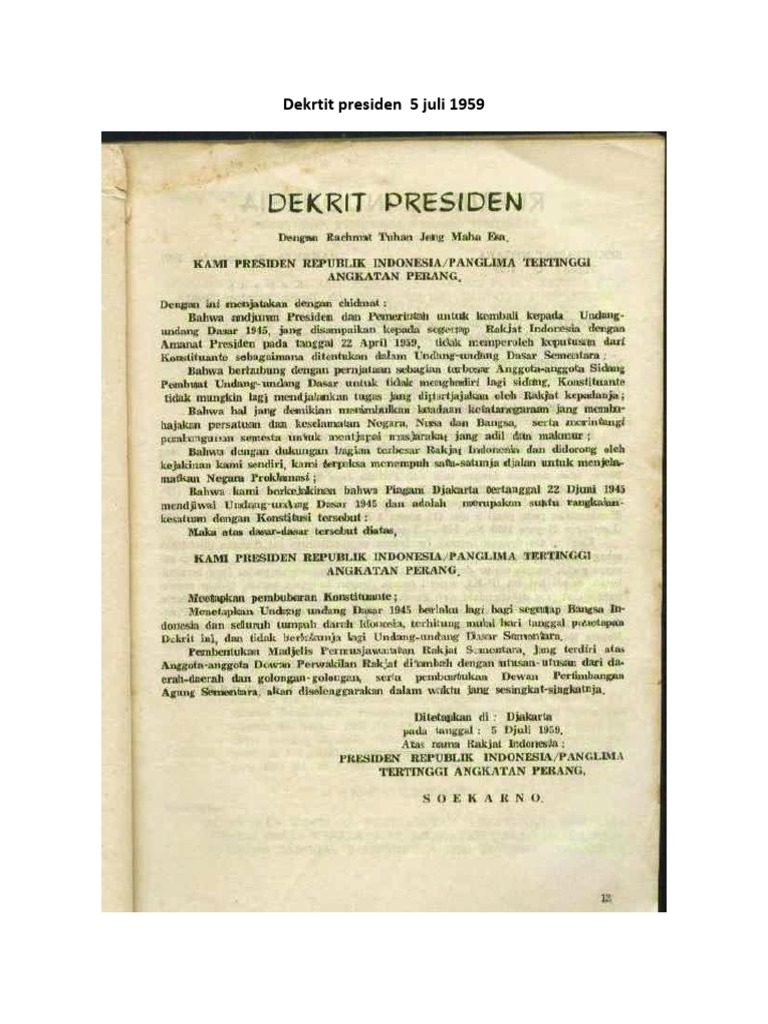 Dekrtit presiden 5 juli 1959
DEKRIT PRESIDEN
Dengan Rachmat Tuhan Jang Maha Esa,
KAMI PRESIDEN REPUBLIK INDONESIA/PANGLIMA TERTINGGI
ANGKATAN PERANG,
Dengan ini menjatakan dengan chidmat :
Bahwa andjuran Presiden dan Pemerintah untuk kembali kepada Undang-
undang Dasar 1945, jang disampaikan kepada segenap Rakjat Indonesia dengan
Amanat Presiden pada tanggal 22 April 1959, tidak memperoleh keputusan dari
Konstituante sebagaimana ditentukan dalam Undang-undang Dasar Sementara ;
Bahwa berhubung dengan pernjataan sebagian terbesar Anggota-anggota Sidang
Pembuat Undang-undang Dasar untuk tidak menghadiri lagi sidang, Konstituante
tidak mungkin lagi mendjalankan tugas jang dipertjajakan oleh Rakjat kepadanja ;
Bahwa hal jang demikian menimbulkan keadaan ketatanegaraan jang memba-
hajakan persatuan dan keselamatan Negara, Nusa dan Bangsa, serta merintangi
pembangunan semesta untuk mentjapai masjarakat jang adil dan makmur ;
Bahwa dengan dukungan bagian terbesar Rakjat Indonesia dan didorong oleh
kejakinan kami sendiri, kami terpaksa menempuh satu-satunja djalan untuk menjela-
matkan Negara Proklamasi ;
Bahwa kami berkejakinan bahwa Piagam Djakarta tertanggal 22 Djuni 1945
mendjiwai Undang-undang Dasar 1945 dan adalah merupakan suatu rangkaian-
kesatuan dengan Konstitusi tersebut :
Maka atas dasar-dasar tersebut diatas,
KAMI PRESIDEN REPUBLIK INDONESIA/PANGLIMA TERTINGGI
ANGKATAN PERANG,
Menetapkan pembubaran Konstituante ;
Menetapkan Undang undang Dasar 1945 berlaku lagi bagi segenap Bangsa In-
donesia dan seluruh tumpah darah Idonesia, terhitung mulai hari tanggal penetapan
Dekrit ini, dan tidak berlakunja lagi Undang-undang Dasar Sementara.
Pembentukan Madjelis Permusjawaratan Rakjat Sementara, jang terdiri atas
Anggota-anggota Dewan Perwakilan Rakjat ditambah dengan utusan-utusan dari da-
erah-daerah dan golongan-golongan, serta pembentukan Dewan Pertimbangan
Agung Sementara, akan diselenggarakan dalam waktu jang sesingkat-singkatnja.
Ditetapkan di : Djakarta
pada tanggal : 5 Djuli 1959.
Atas nama Rakjat Indonesia ;
PRESIDEN REPUBLIK INDONESIA/PANGLIMA
TERTINGGI ANGKATAN PERANG,
SOEKARNO.
13